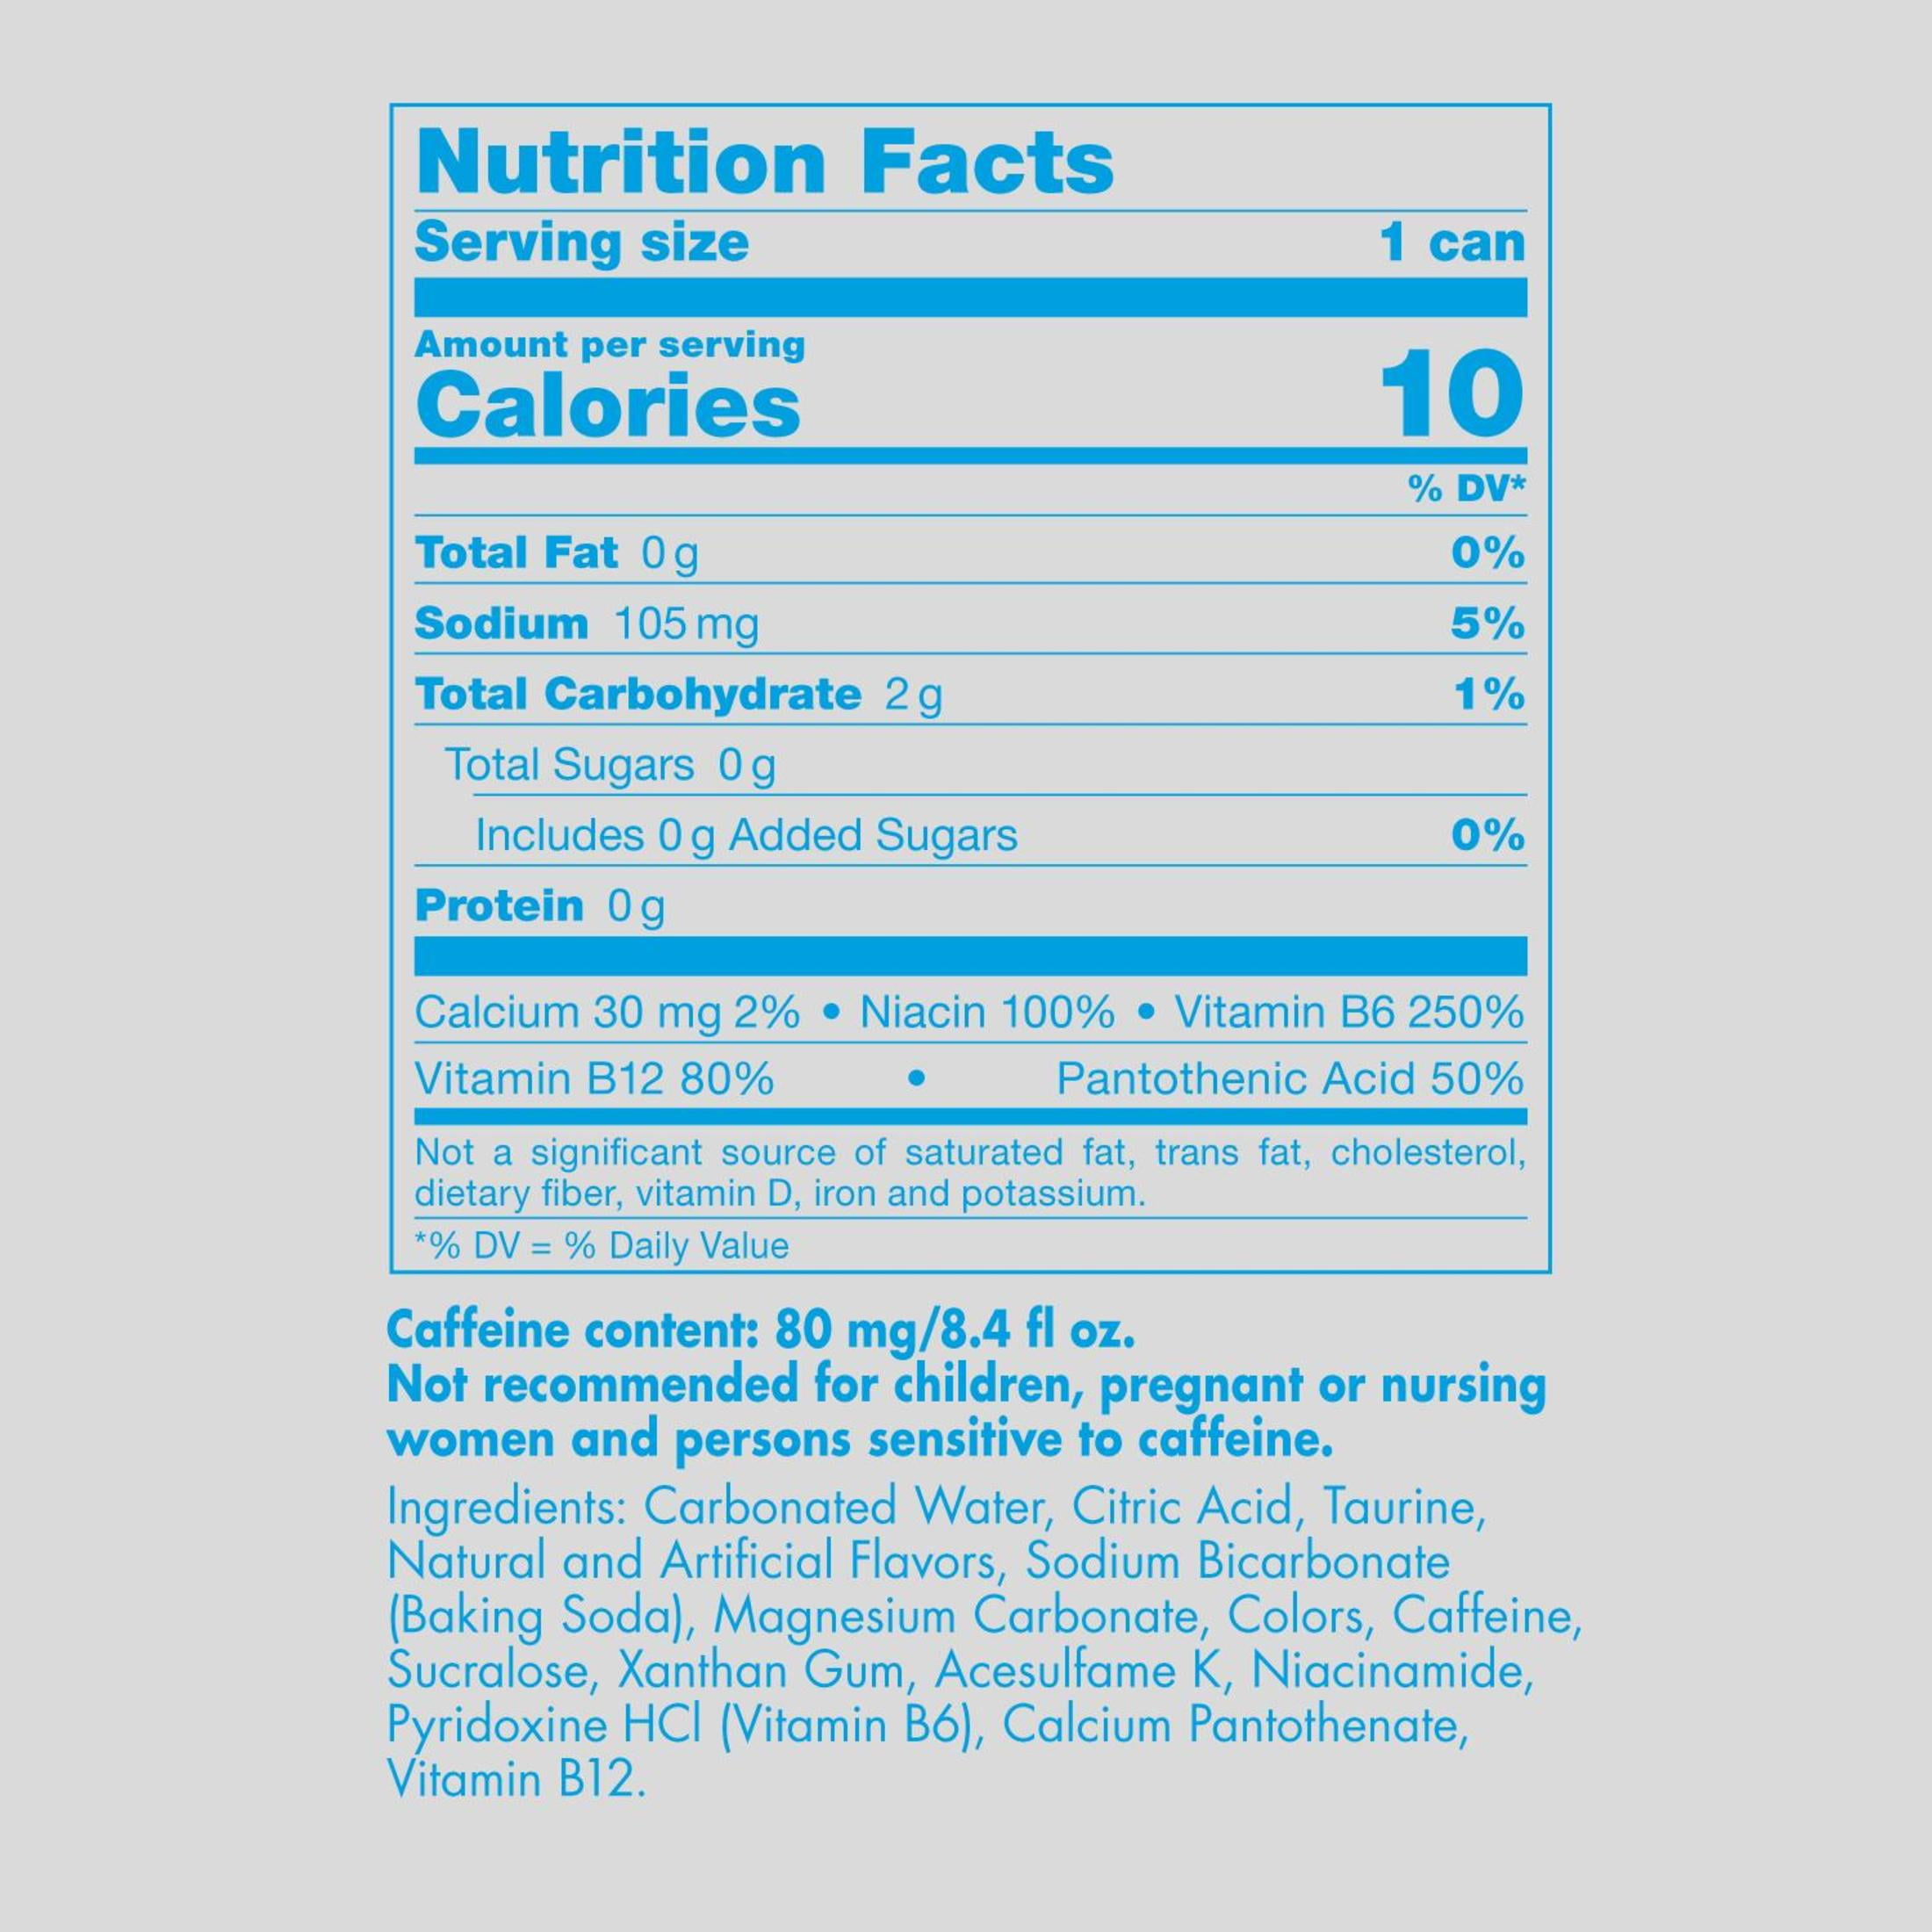 Nutrition Facts
Serving size 1 can
Amount per serving
Calories 10
% DV*
Total Fat 0 g 0%
Sodium 105 mg 5%
Total Carbohydrate 2 g 1%
Total Sugars 0 g
Includes 0 g Added Sugars 0%
Protein 0 g
Calcium 30 mg 2% • Niacin 100% • Vitamin B6 250%
Vitamin B12 80% • Pantothenic Acid 50%
Not a significant source of saturated fat, trans fat, cholesterol,
dietary fiber, vitamin D, iron and potassium.
*% DV = % Daily Value
Caffeine content: 80 mg/8.4 fl oz.
Not recommended for children, pregnant or nursing
women and persons sensitive to caffeine.
Ingredients: Carbonated Water, Citric Acid, Taurine,
Natural and Artificial Flavors, Sodium Bicarbonate
(Baking Soda), Magnesium Carbonate, Colors, Caffeine,
Sucralose, Xanthan Gum, Acesulfame K, Niacinamide,
Pyridoxine HCl (Vitamin B6), Calcium Pantothenate,
Vitamin B12.